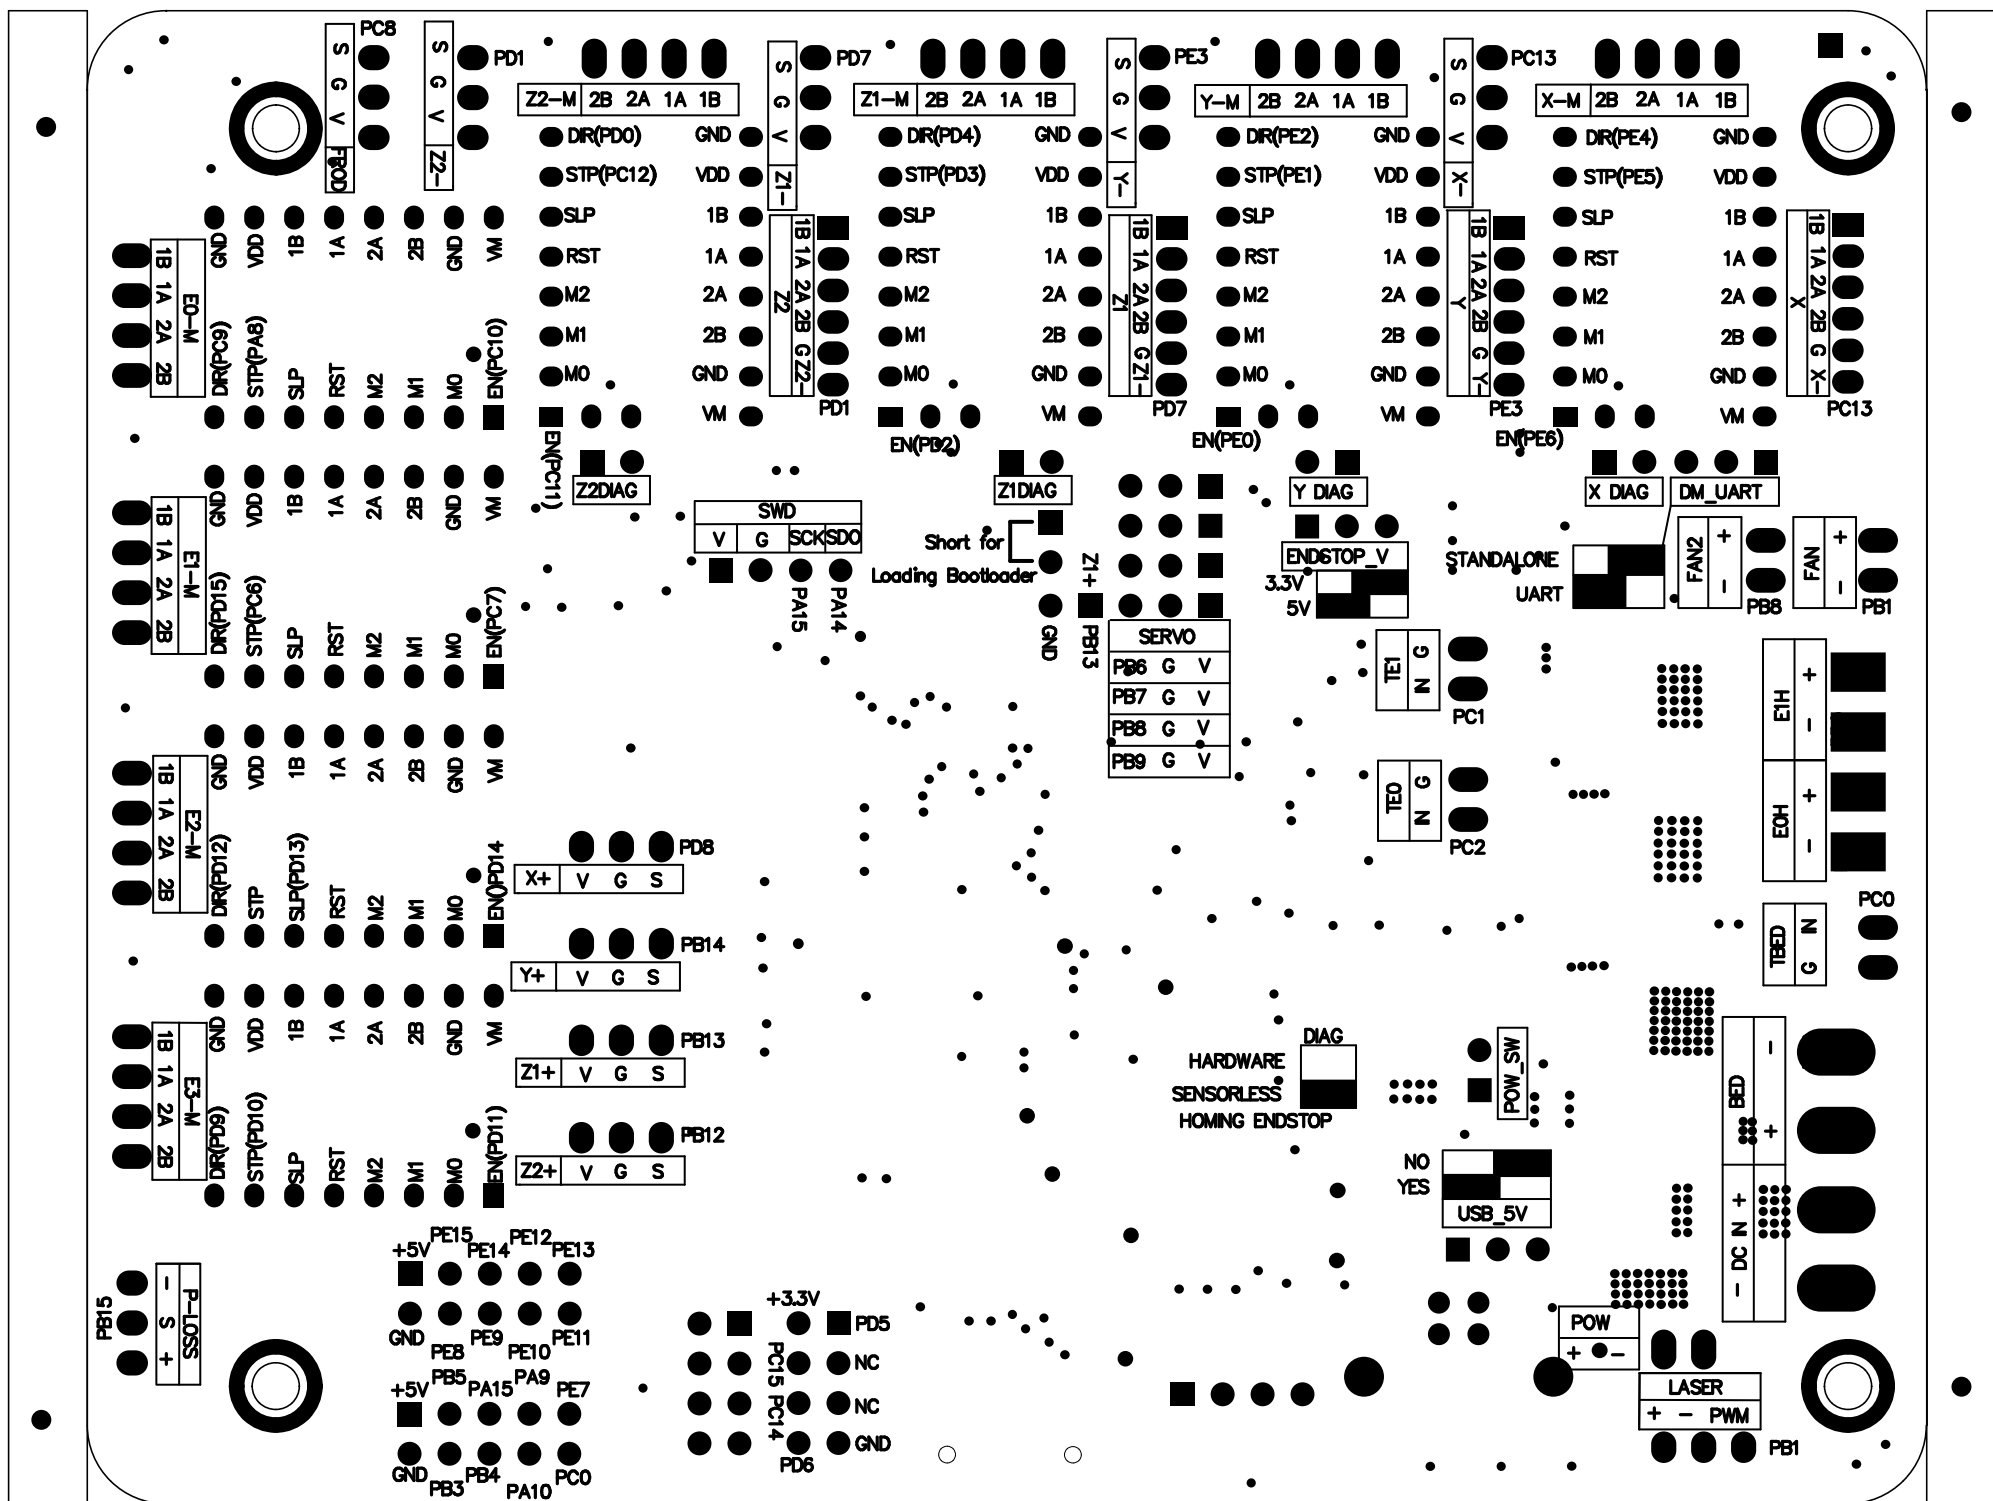 PC8
S G V
FROD
S G V
Z2-
PD1
Z2-M 2B 2A 1A 1B
S G V
Z1-
PD7
Z1-M 2B 2A 1A 1B
S G V
Y-
PE3
Y-M 2B 2A 1A 1B
S G V
X-
PC13
X-M 2B 2A 1A 1B
DIR(PD0) GND
STP(PC12) VDD
SLP 1B
RST 1A
M2 2A
M1 2B
M0 GND
VM
EN(PC11)
Z2
1B 1A 2A 2B G Z2-
PD1
DIR(PD4) GND
STP(PD3) VDD
SLP 1B
RST 1A
M2 2A
M1 2B
M0 GND
VM
EN(PD2)
Z1
1B 1A 2A 2B G Z1-
PD7
DIR(PE2) GND
STP(PE1) VDD
SLP 1B
RST 1A
M2 2A
M1 2B
M0 GND
VM
EN(PE0)
Y
1B 1A 2A 2B G Y-
PE3
DIR(PE4) GND
STP(PE5) VDD
SLP 1B
RST 1A
M2 2A
M1 2B
M0 GND
VM
EN(PE6)
X
1B 1A 2A 2B G X-
PC13
GND VDD 1B 1A 2A 2B GND VM
E0-M
1B 1A 2A 2B
DIR(PC9) STP(PA8) SLP RST M2 M1 M0 EN(PC10)
GND VDD 1B 1A 2A 2B GND VM
E1-M
1B 1A 2A 2B
DIR(PD15) STP(PC6) SLP RST M2 M1 M0 EN(PC7)
GND VDD 1B 1A 2A 2B GND VM
E2-M
1B 1A 2A 2B
DIR(PD12) STP SLP(PD13) RST M2 M1 M0 EN(PD14
GND VDD 1B 1A 2A 2B GND VM
E3-M
1B 1A 2A 2B
DIR(PD9) STP(PD10) SLP RST M2 M1 M0 EN(PD11)
Z2DIAG
Z1DIAG
Y DIAG
X DIAG
DM_UART
SWD
V G SCK SDO
PA15 PA14
Short for
Loading Bootloader
GND
Z1+
PB13
SERVO
PB6 G V
PB7 G V
PB8 G V
PB9 G V
ENDSTOP_V
3.3V
5V
STANDALONE
UART
FAN2
+ -
PB8
FAN
+ -
PB1
TE1
IN G
PC1
TE0
IN G
PC2
E1H
+ -
E0H
+ -
PC0
TBED
G IN
BED
- +
DC IN
- +
X+ V G S
PD8
Y+ V G S
PB14
Z1+ V G S
PB13
Z2+ V G S
PB12
DIAG
HARDWARE
SENSORLESS
HOMING ENDSTOP
POW_SW
NO
YES
USB_5V
POW
+ -
LASER
+ - PWM
PB1
PB15
- S +
P-LOSS
+5V PE15 PE14 PE12 PE13
GND PE8 PE9 PE10 PE11
+5V PB5 PA15 PA9 PE7
GND PB3 PB4 PA10 PC0
+3.3V
PD5
NC
NC
GND
PC15 PC14
PD6